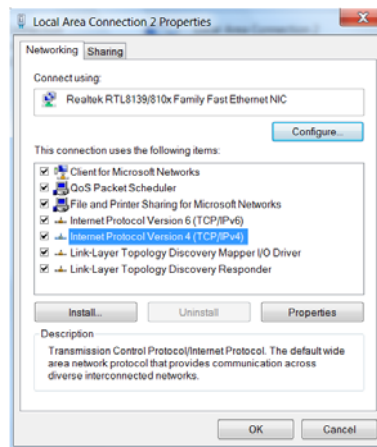 Local Area Connection 2 Properties
Networking
Sharing
Connect using:
Realtek RTL8139/810x Family Fast Ethernet NIC
Configure...
This connection uses the following items:
Client for Microsoft Networks
QoS Packet Scheduler
File and Printer Sharing for Microsoft Networks
Internet Protocol Version 6 (TCP/IPv6)
Internet Protocol Version 4 (TCP/IPv4)
Link-Layer Topology Discovery Mapper I/O Driver
Link-Layer Topology Discovery Responder
Install...
Uninstall
Properties
Description
Transmission Control Protocol/Internet Protocol. The default wide
area network protocol that provides communication across
diverse interconnected networks.
OK
Cancel